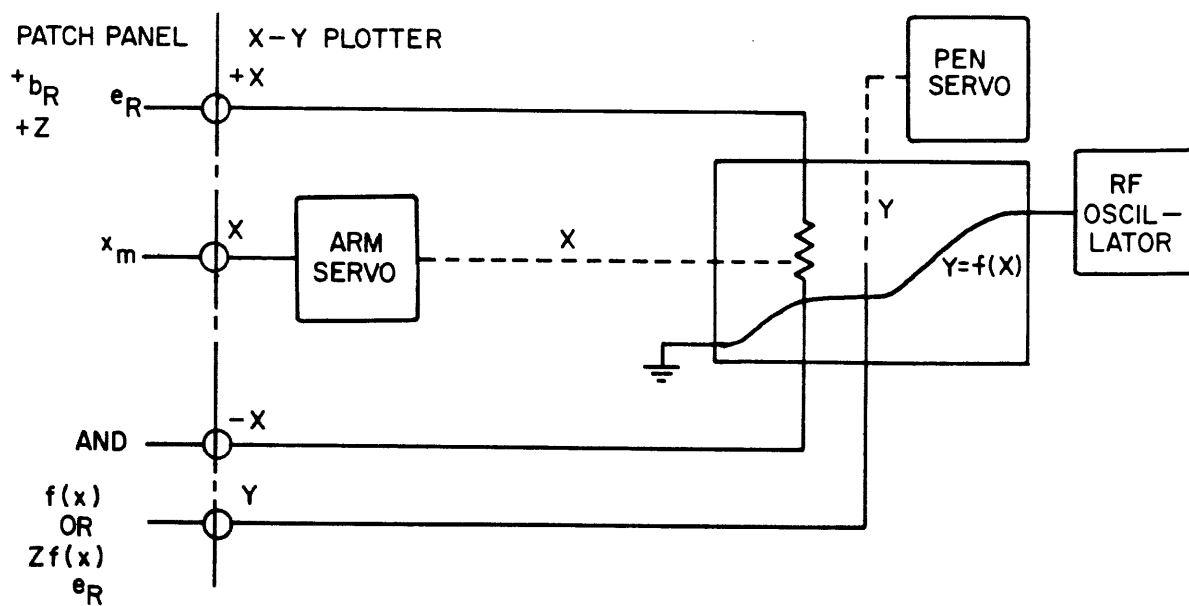 PATCH PANEL
X-Y PLOTTER
+bR
eR
+Z
+X
PEN
SERVO
xm
X
ARM
SERVO
X
Y
Y=f(X)
RF
OSCIL-
LATOR
AND
-X
f(x)
OR
Zf(x)
eR
Y